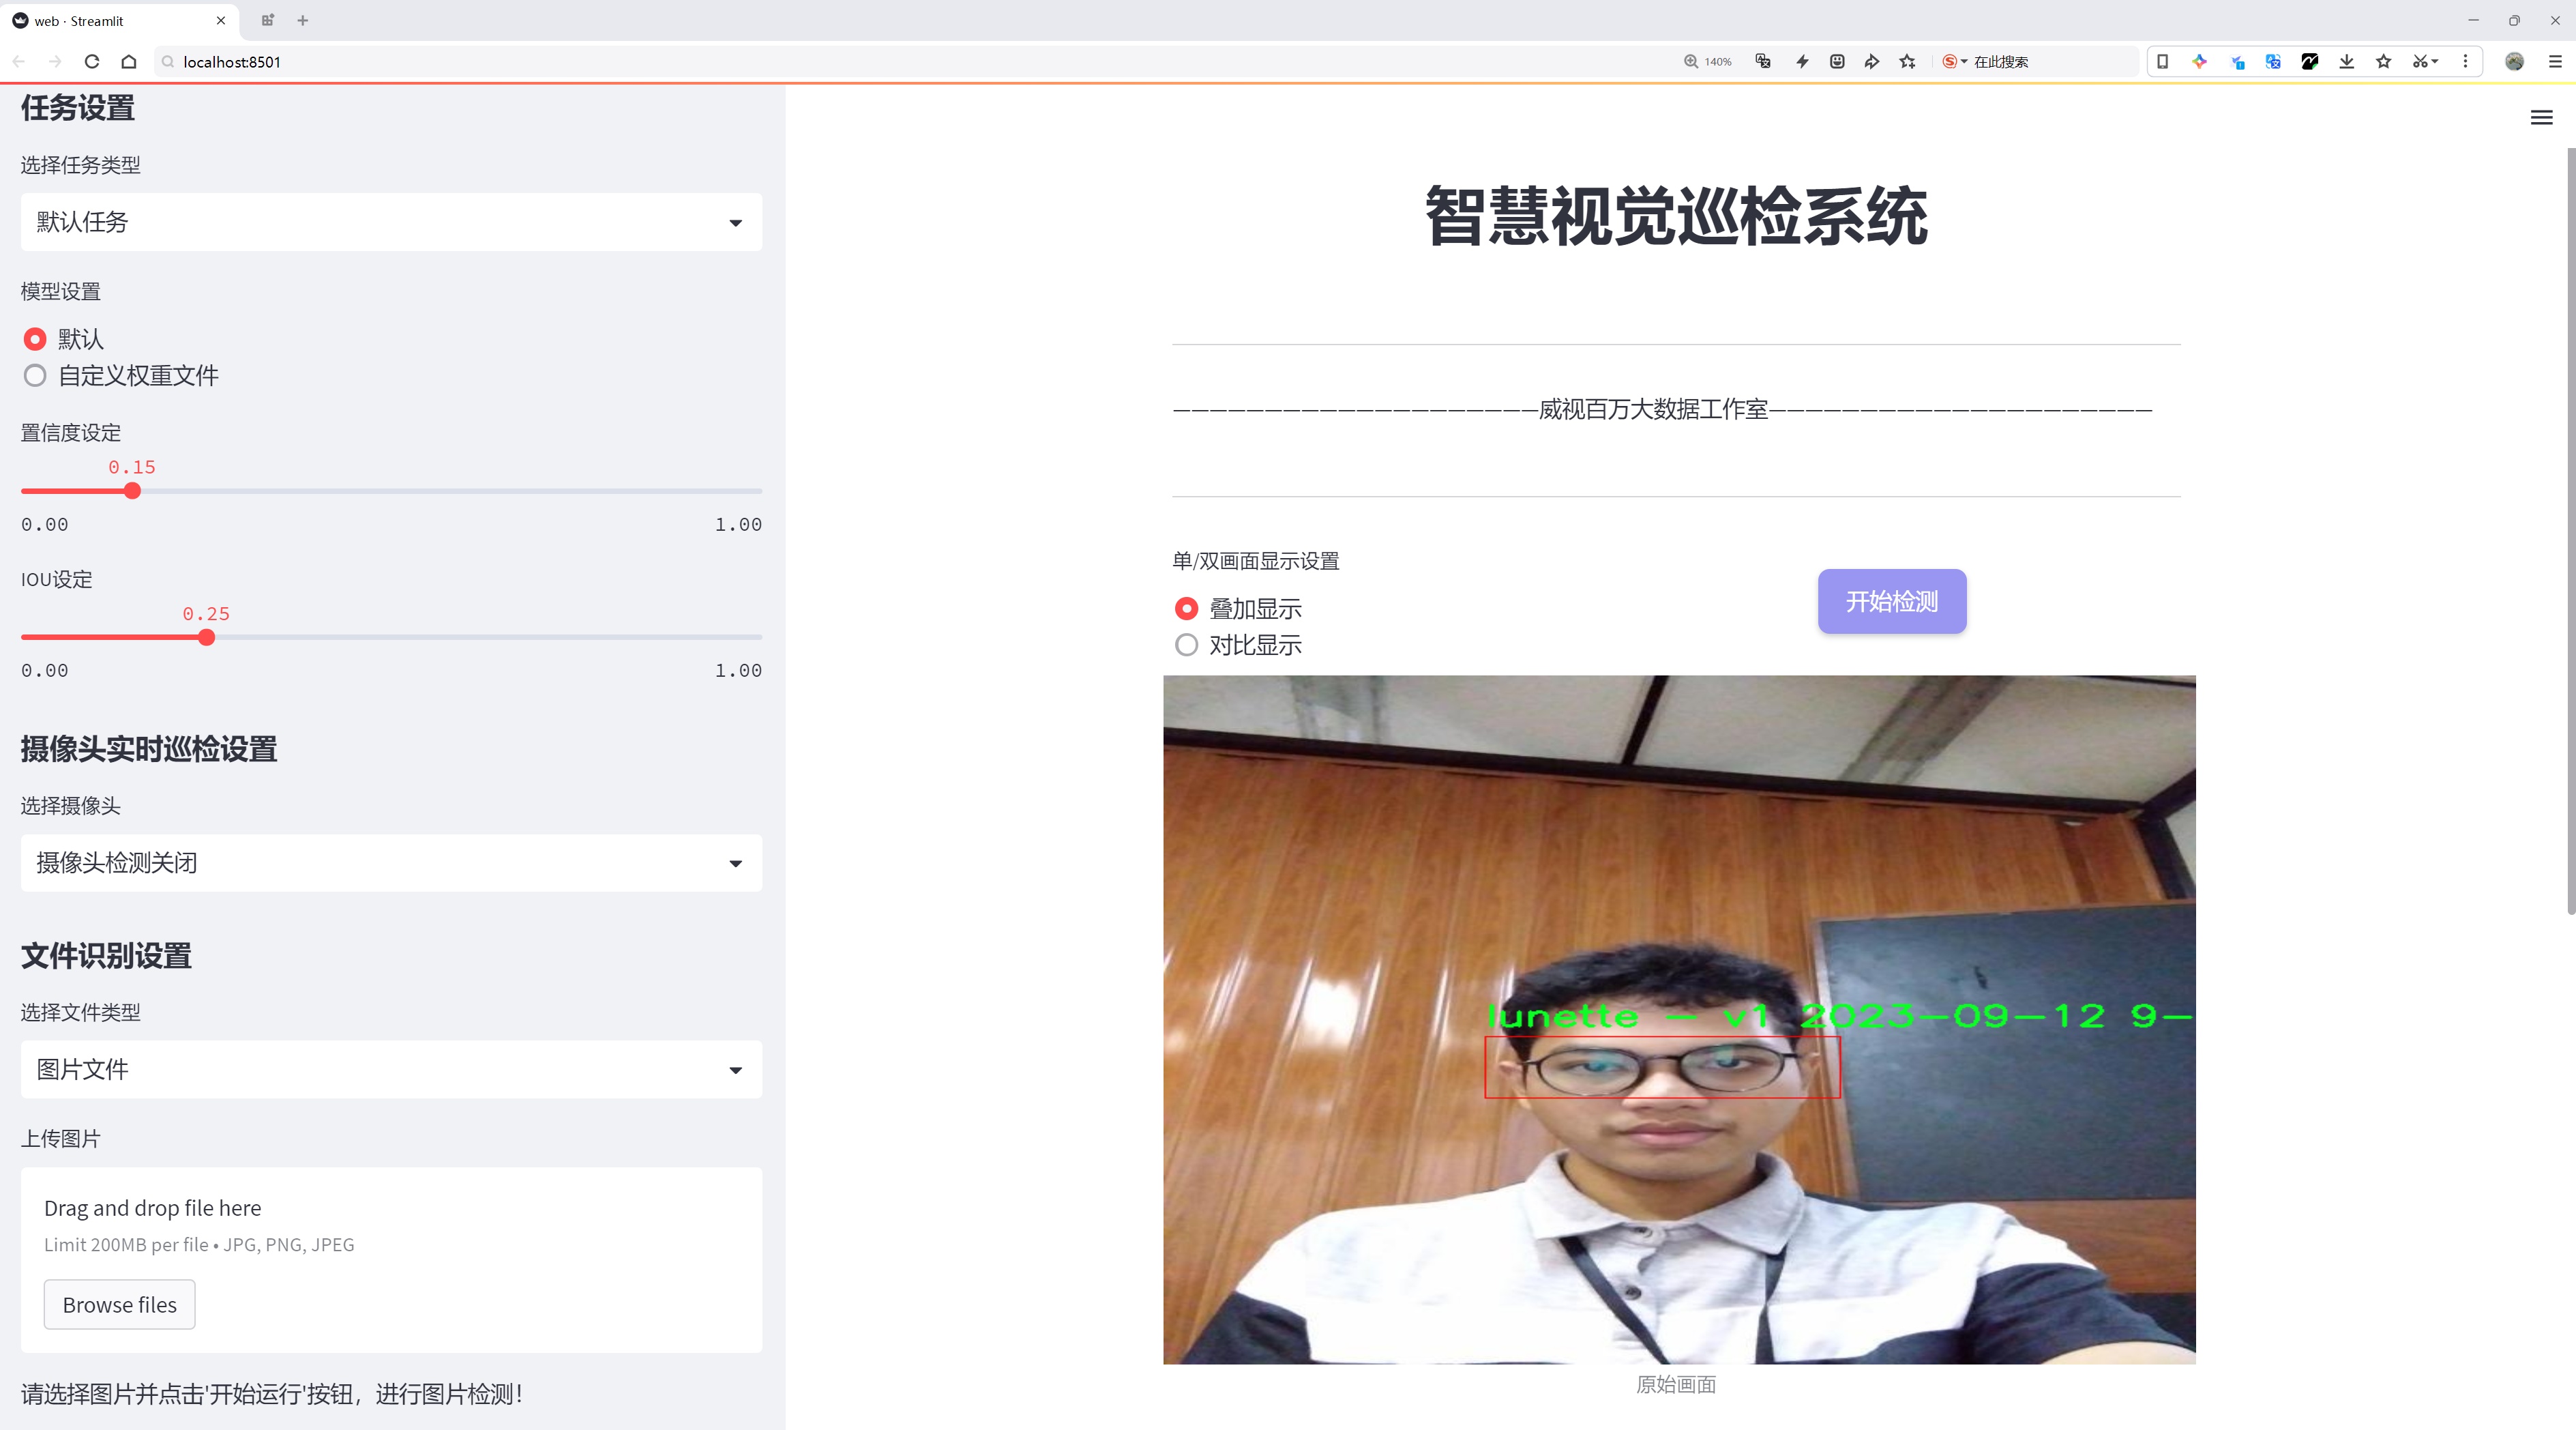 web · Streamlit
localhost:8501
140%
在此搜索
任务设置
选择任务类型
默认任务
模型设置
默认
自定义权重文件
置信度设定
0.15
0.00
1.00
IOU设定
0.25
0.00
1.00
摄像头实时巡检设置
选择摄像头
摄像头检测关闭
文件识别设置
选择文件类型
图片文件
上传图片
Drag and drop file here
Limit 200MB per file • JPG, PNG, JPEG
Browse files
请选择图片并点击'开始运行'按钮，进行图片检测！
智慧视觉巡检系统
————————————————————威视百万大数据工作室—————————————————————
单/双画面显示设置
叠加显示
对比显示
开始检测
lunette - v1 2023-09-12 9-
原始画面